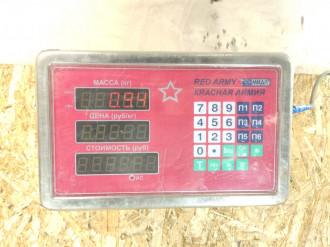 МАССА (кг)
0.94
ЦЕНА (руб/кг)
СТОИМОСТЬ (руб)
RED ARMY
КРАСНАЯ АРМИЯ
7 8 9 П1 П2
4 5 6 П3 П4
1 2 3 П5 П6
0
T